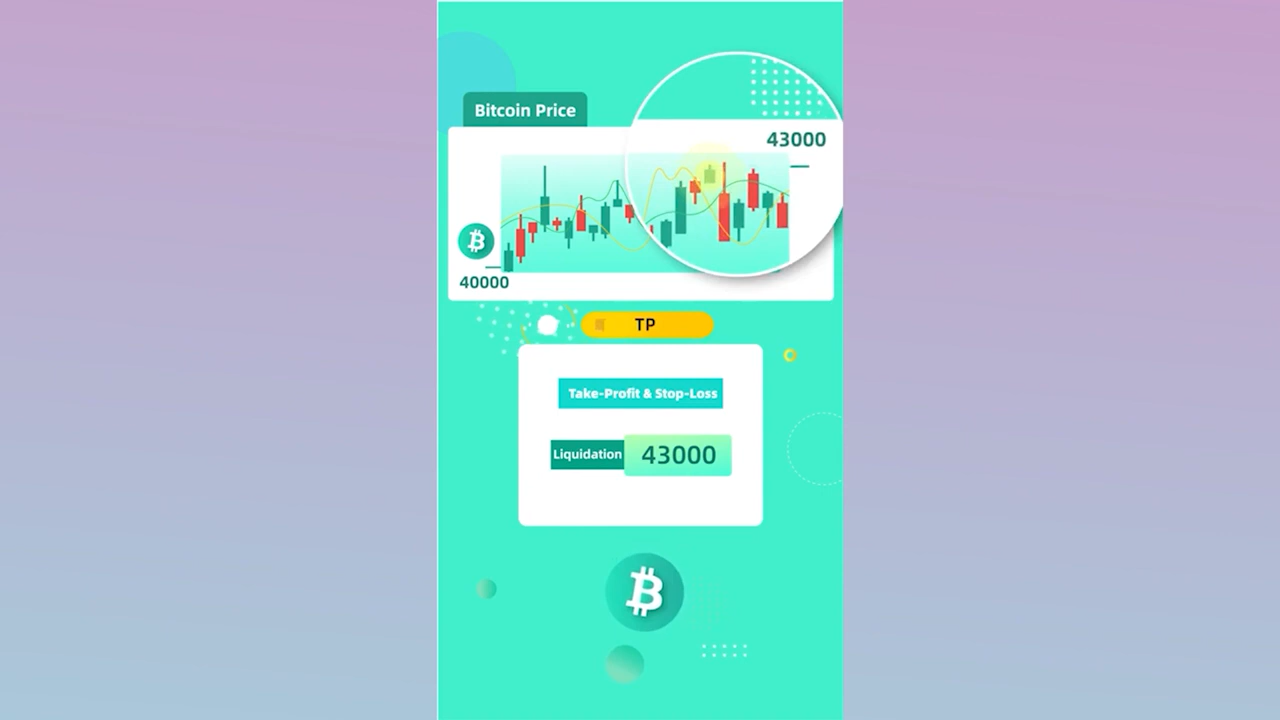 Bitcoin Price
43000
40000
TP
Take-Profit & Stop-Loss
Liquidation 43000